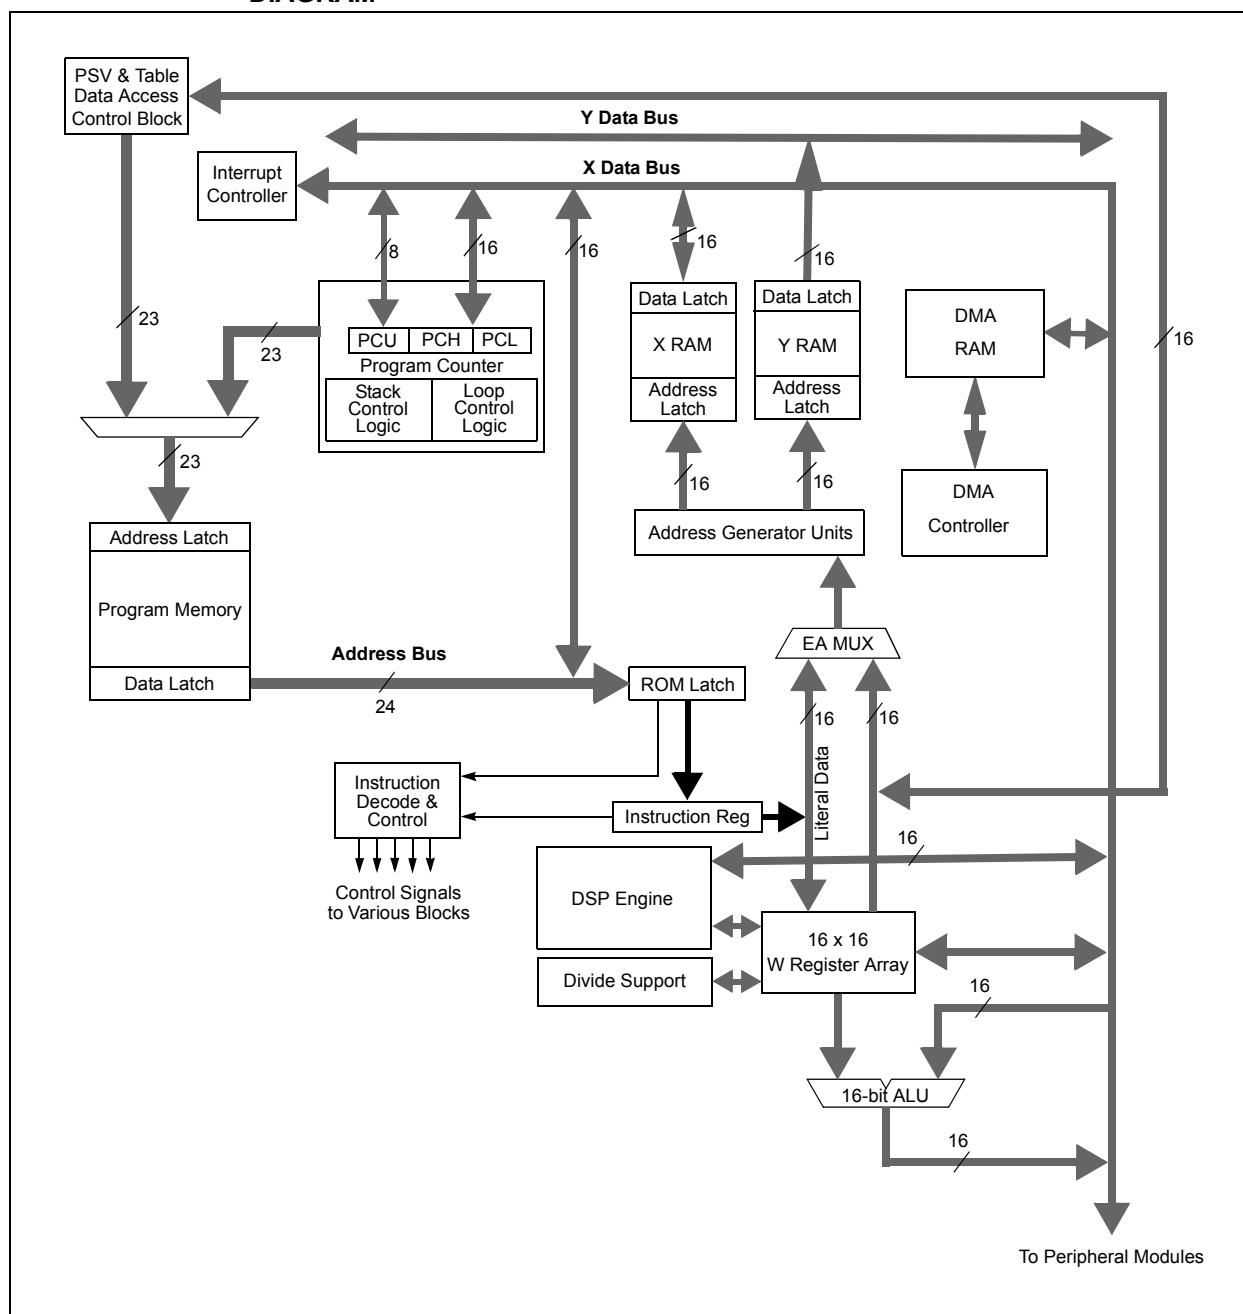 DIAGRAM
PSV & Table
Data Access
Control Block
Y Data Bus
X Data Bus
Interrupt
Controller
8
16
16
16
16
23
23
16
PCU
PCH
PCL
Program Counter
Stack
Control
Logic
Loop
Control
Logic
Data Latch
X RAM
Address
Latch
Data Latch
Y RAM
Address
Latch
DMA
RAM
23
16
16
DMA
Controller
Address Generator Units
Address Latch
Program Memory
Data Latch
Address Bus
24
ROM Latch
EA MUX
16
16
Literal Data
Instruction
Decode &
Control
Instruction Reg
Control Signals
to Various Blocks
16
DSP Engine
16 x 16
W Register Array
Divide Support
16
16-bit ALU
16
To Peripheral Modules